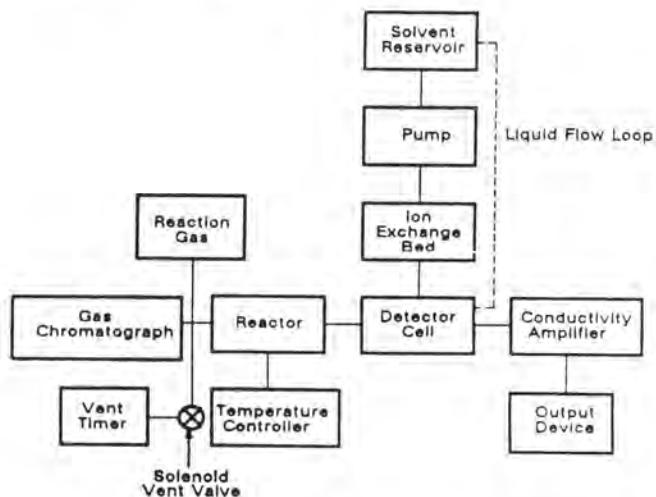 Solvent
Reservoir
Pump
Liquid Flow Loop
Reaction
Gas
Ion
Exchange
Bed
Gas
Chromatograph
Reactor
Detector
Cell
Conductivity
Amplifier
Vent
Timer
Temperature
Controller
Output
Device
Solenoid
Vent Valve